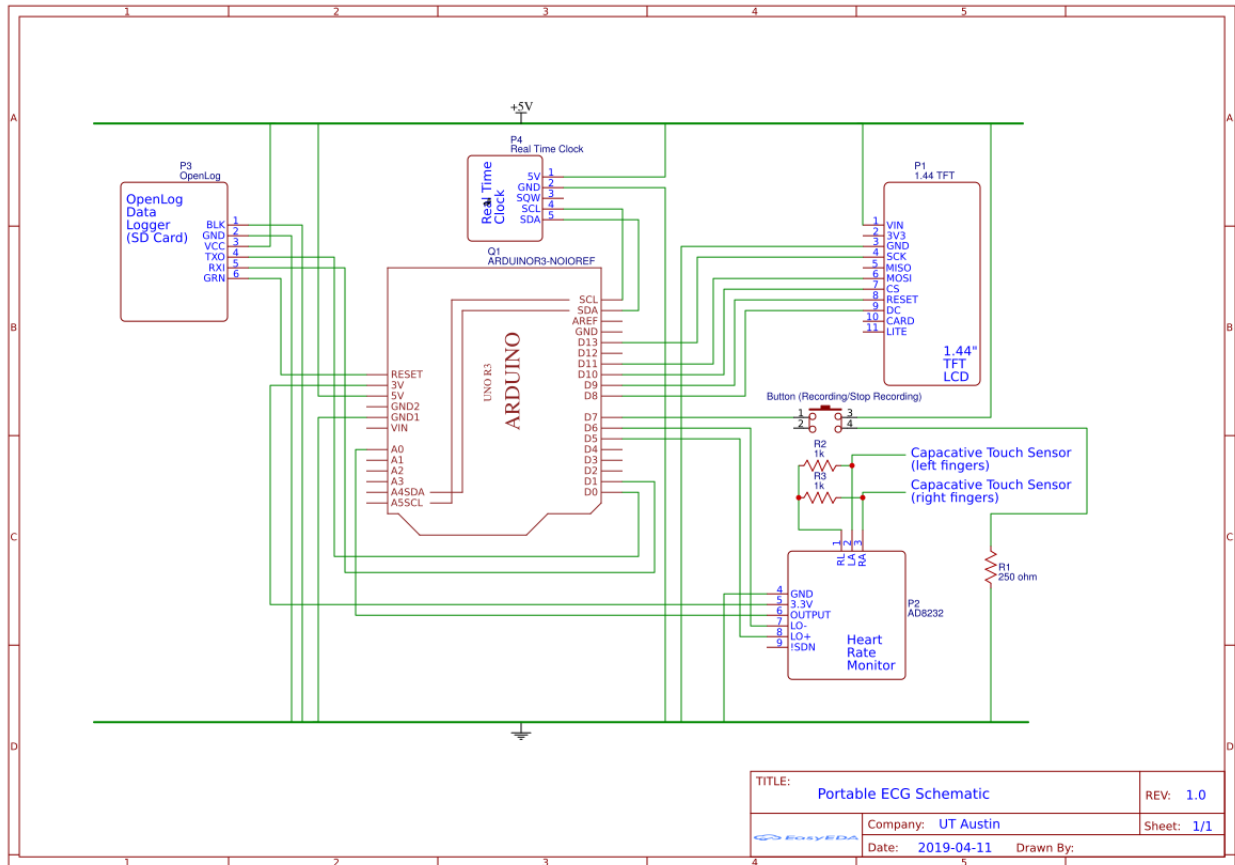 1 2 3 4 5
A
B
C
D
A
B
C
D
1 2 3 4 5
+5V
P3
OpenLog
OpenLog
Data
Logger
(SD Card)
BLK 1
GND 2
VCC 3
TXO 4
RXI 5
GRN 6
P4
Real Time Clock
Real Time
Clock
5V 1
GND 2
SQW 3
SCL 4
SDA 5
Q1
ARDUINOR3-NOIOREF
UNO R3
ARDUINO
RESET
3V
5V
GND2
GND1
VIN
A0
A1
A2
A3
A4SDA
A5SCL
SCL
SDA
AREF
GND
D13
D12
D11
D10
D9
D8
D7
D6
D5
D4
D3
D2
D1
D0
P1
1.44 TFT
1 VIN
2 3V3
3 GND
4 SCK
5 MISO
6 MOSI
7 CS
8 RESET
9 DC
10 CARD
11 LITE
1.44"
TFT
LCD
Button (Recording/Stop Recording)
1 3
2 4
R2
1k
R3
1k
Capacative Touch Sensor
(left fingers)
Capacative Touch Sensor
(right fingers)
1 2 3
RL LA RA
4 GND
5 3.3V
6 OUTPUT
7 LO-
8 LO+
9 !SDN
Heart
Rate
Monitor
P2
AD8232
R1
250 ohm
TITLE:
Portable ECG Schematic
REV: 1.0
EasyEDA
Company: UT Austin
Sheet: 1/1
Date: 2019-04-11 Drawn By: